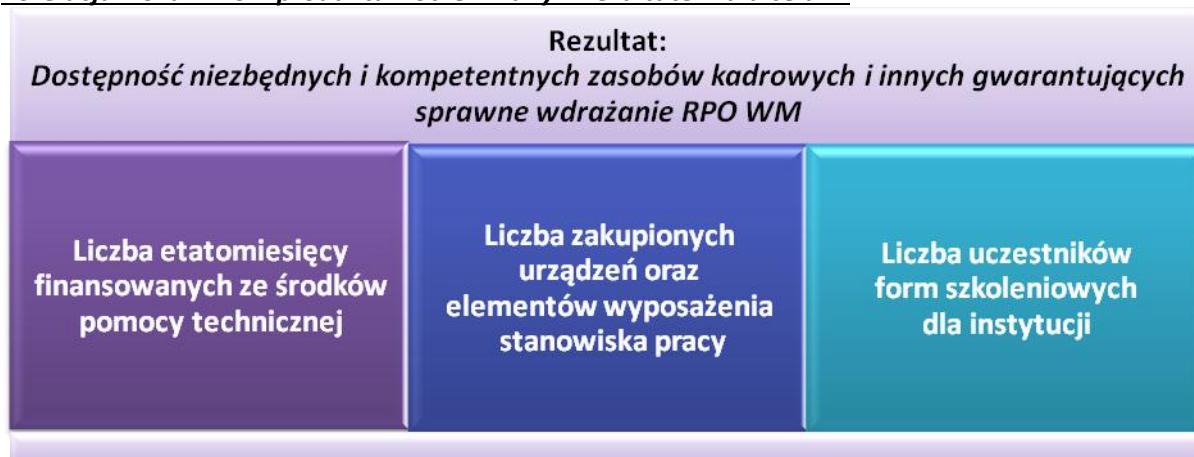 Rezultat:
Dostępność niezbędnych i kompetentnych zasobów kadrowych i innych gwarantujących
sprawne wdrażanie RPO WM
Liczba etatomiesięcy
finansowanych ze środków
pomocy technicznej
Liczba zakupionych
urządzeń oraz
elementów wyposażenia
stanowiska pracy
Liczba uczestników
form szkoleniowych
dla instytucji